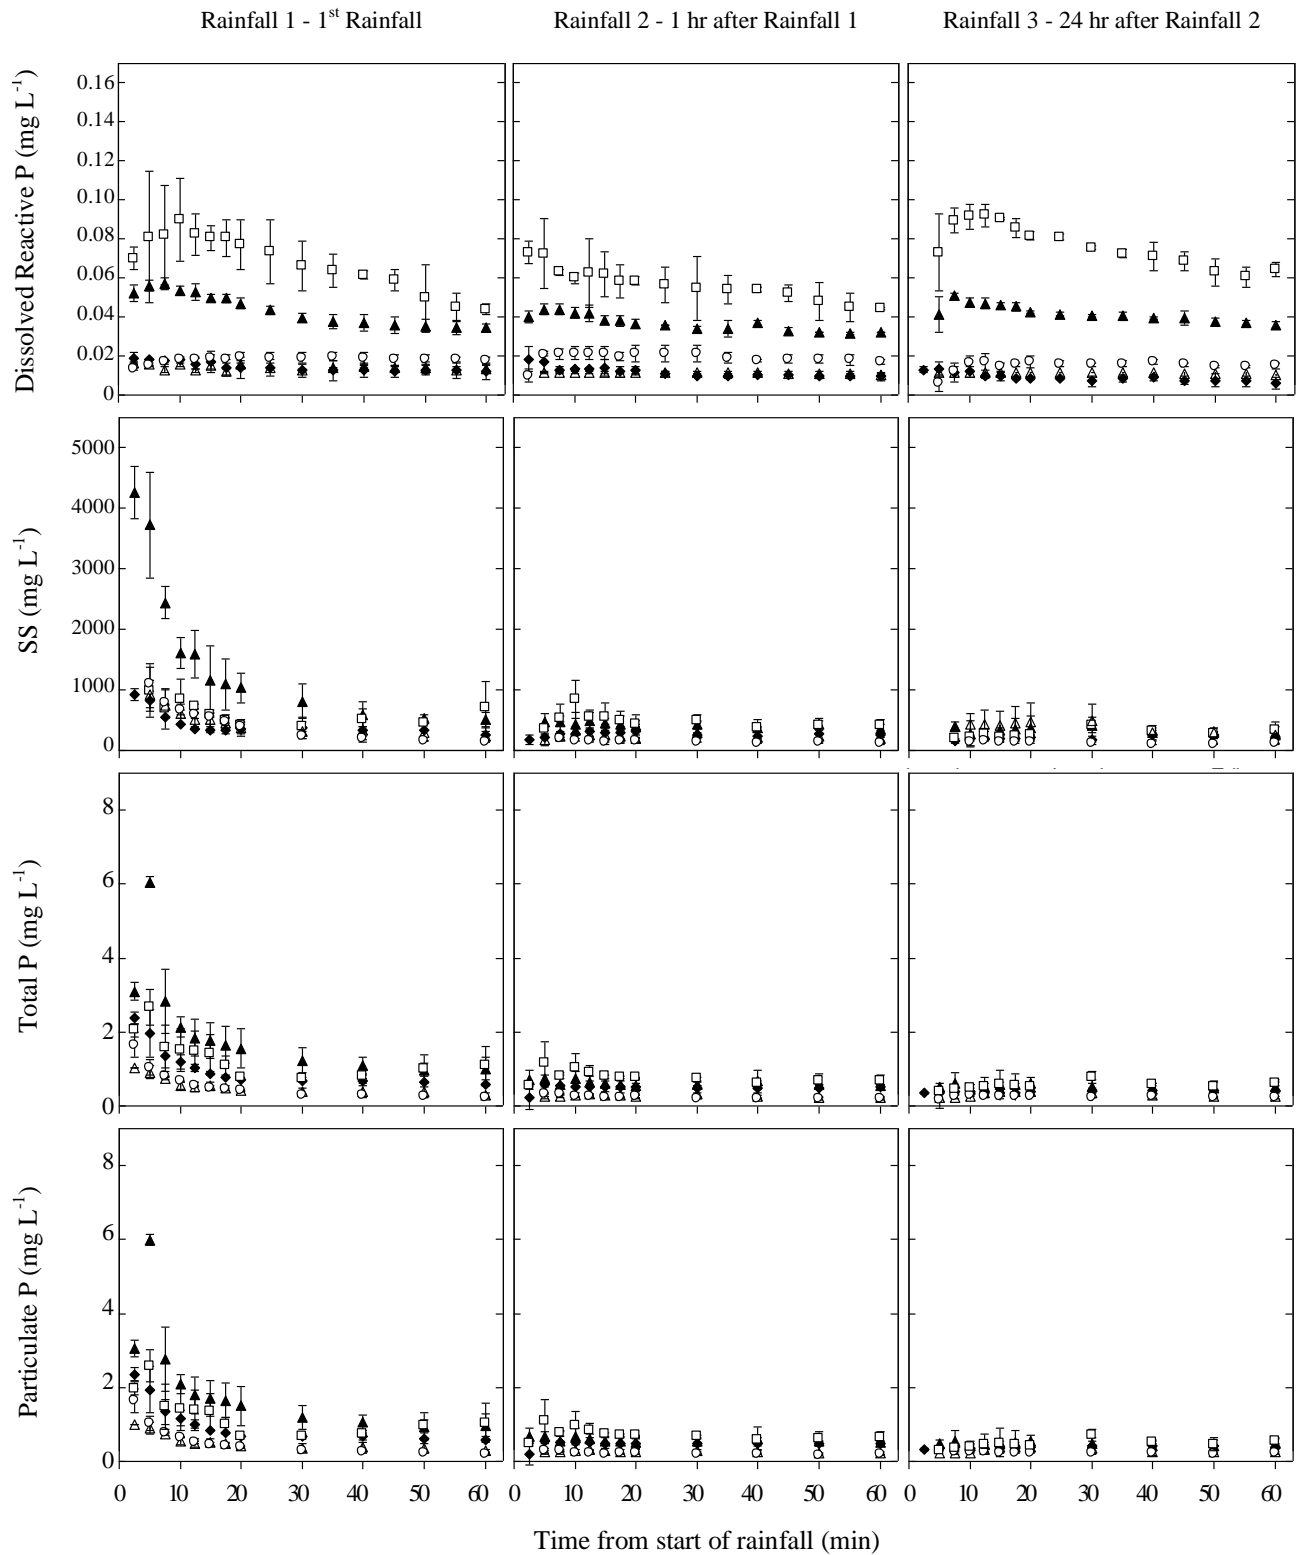 Rainfall 1 - 1st Rainfall
Rainfall 2 - 1 hr after Rainfall 1
Rainfall 3 - 24 hr after Rainfall 2
Dissolved Reactive P (mg L-1)
0.16
0.14
0.12
0.10
0.08
0.06
0.04
0.02
0
SS (mg L-1)
5000
4000
3000
2000
1000
0
Total P (mg L-1)
8
6
4
2
0
Particulate P (mg L-1)
8
6
4
2
0
0 10 20 30 40 50 60
0 10 20 30 40 50 60
10 20 30 40 50 60
Time from start of rainfall (min)